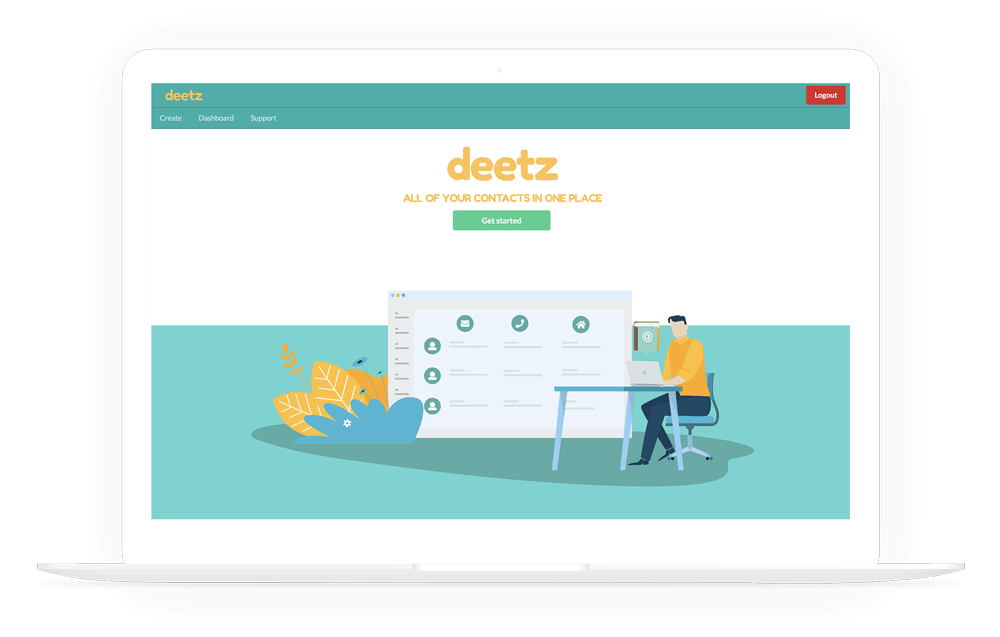 deetz
Logout
Create Dashboard Support
deetz
ALL OF YOUR CONTACTS IN ONE PLACE
Get started
@